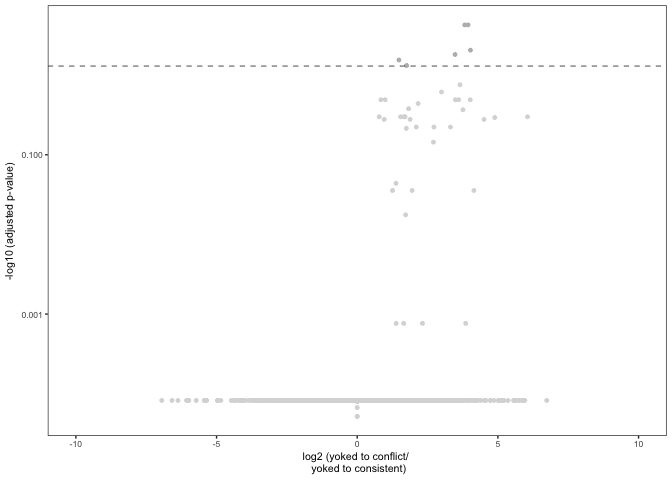 -log10 (adjusted p-value)
0.100
0.001
-10
-5
0
5
10
log2 (yoked to conflict/
yoked to consistent)